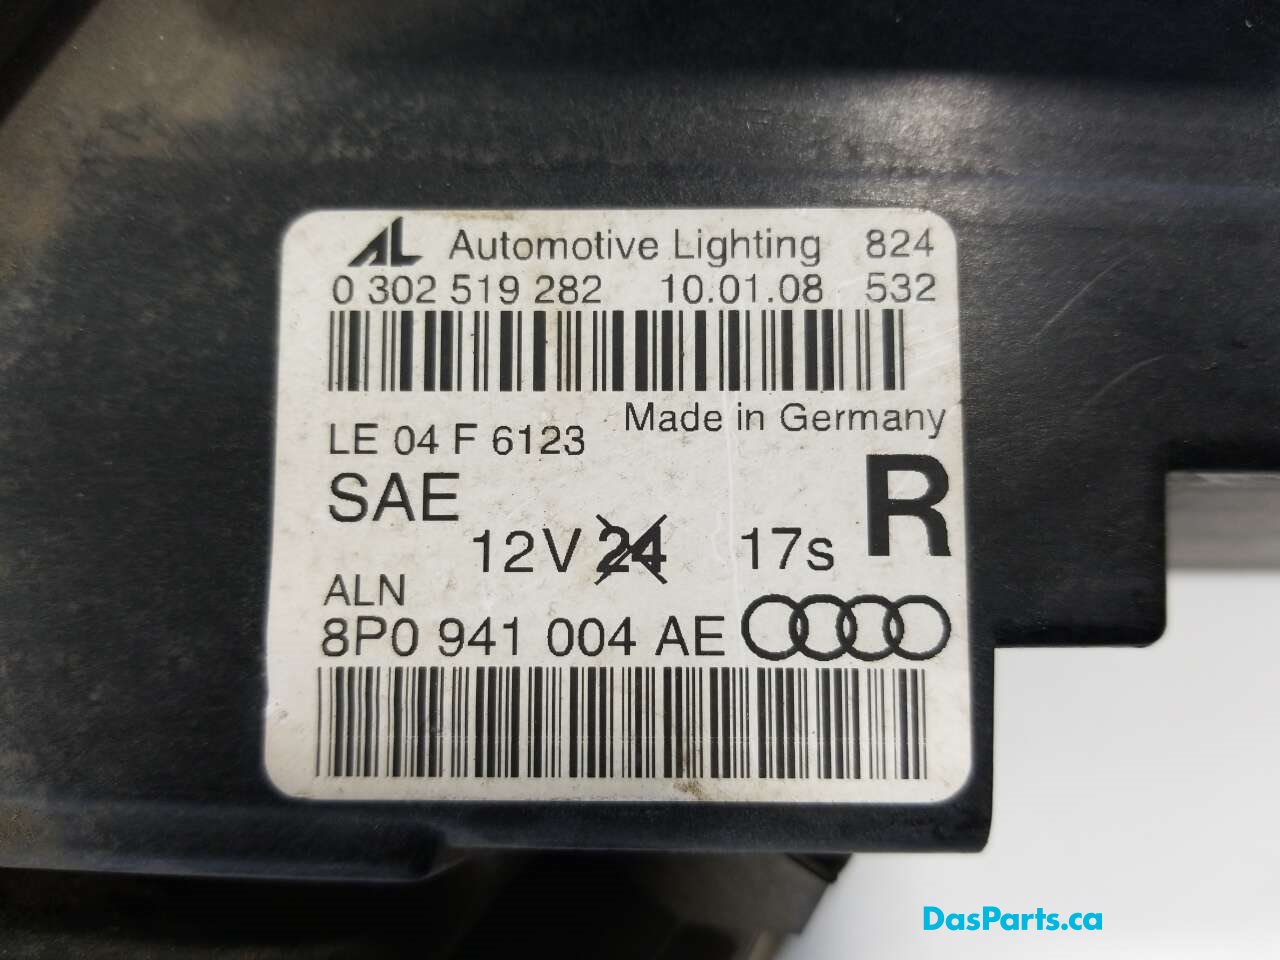 AL Automotive Lighting 824
0 302 519 282 10.01.08 532
Made in Germany
LE 04 F 6123
SAE
R
12V 24 17s
ALN
8P0 941 004 AE
DasParts.ca